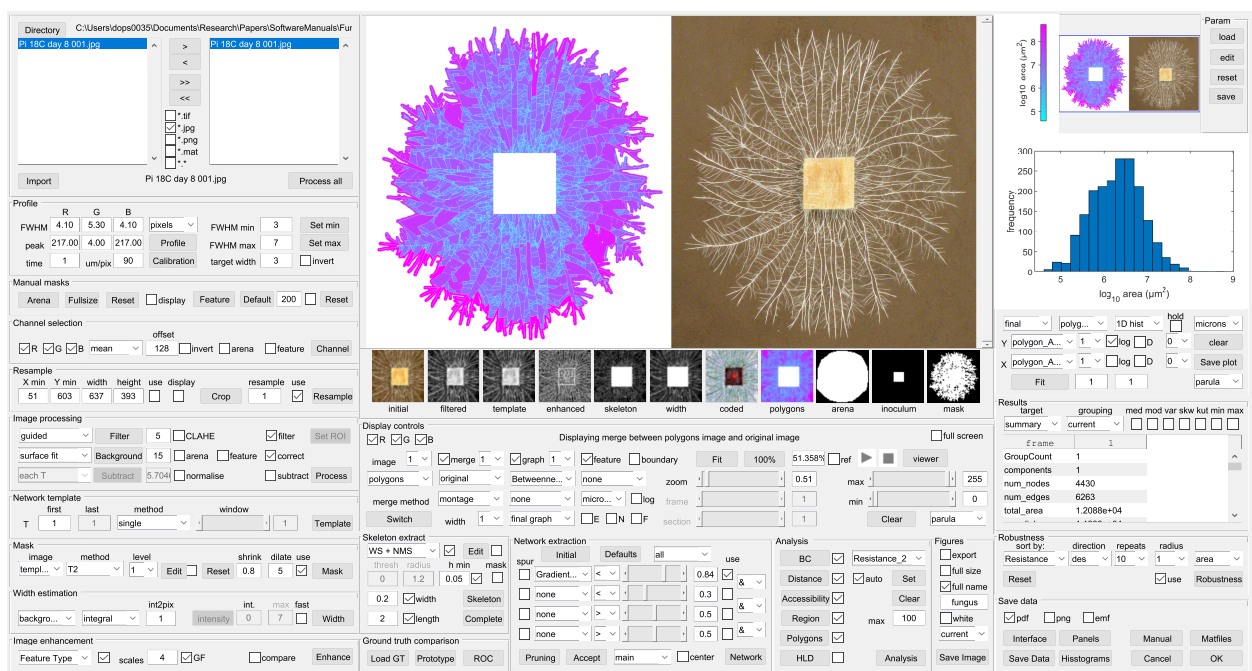 Directory C:\Users\dops0035\Documents\Research\Papers\SoftwareManuals\Fur
Pi 18C day 8 001.jpg
>
<
>>
<<
*.tif
*.jpg
*.png
*.mat
*.*
Pi 18C day 8 001.jpg
Import Pi 18C day 8 001.jpg Process all
Profile
R G B
FWHM 4.10 5.30 4.10 pixels FWHM min 3 Set min
peak 217.00 4.00 217.00 Profile FWHM max 7 Set max
time 1 um/pix 90 Calibration target width 3 invert
Manual masks
Arena Fullsize Reset display Feature Default 200 Reset
Channel selection
offset
R G B mean 128 invert arena feature Channel
Resample
X min Y min width height use display resample use
51 603 637 393 Crop 1 Resample
Image processing
guided Filter 5 CLAHE filter Set ROI
surface fit Background 15 arena feature correct
each T Subtract 5.704 normalise subtract Process
Network template
first last method window
T 1 1 single 1 Template
Mask
image method level shrink dilate use
templ... T2 1 Edit Reset 0.8 5 Mask
Width estimation
int2pix int. max fast
backgro... integral 1 intensity 0 7 Width
Image enhancement
Feature Type scales 4 GF compare Enhance
initial filtered template enhanced skeleton width coded polygons arena inoculum mask
Display controls
R G B Displaying merge between polygons image and original image full screen
image 1 merge 1 graph 1 feature boundary Fit 100% 51.358% ref viewer
polygons original Betweenne... none zoom 0.51 max 255
merge method montage none micro... log frame 1 min 0
Switch width 1 final graph E N F section 1 Clear parula
Skeleton extract
WS + NMS Edit
thresh radius h min mask
0 1.2 0.05
0.2 width Skeleton
2 length Complete
Ground truth comparison
Load GT Prototype ROC
Network extraction
spur Initial Defaults all use
Gradient... < 0.84 &
none < 0.3
none > 0.5 &
none > 0.5 &
Pruning Accept main center Network
Analysis
BC Resistance_2
Distance auto Set
Accessibility Clear
Region max 100
Polygons
HLD Analysis
Figures
export
full size
full name
fungus
white
current
Save Image
Param
load
edit
reset
save
log10 area (µm²)
8
7
6
5
frequency
300
250
200
150
100
50
0
5 6 7 8 9
log10 area (µm²)
hold
final polyg... 1D hist microns
Y polygon_A... 1 log D 0 clear
X polygon_A... 1 log D 0 Save plot
Fit 1 1 parula
Results
target grouping med mod var skw kut min max
summary current
frame 1
GroupCount 1
components 1
num_nodes 4430
num_edges 6263
total_area 1.2088e+04
Robustness
sort by: direction repeats radius
Resistance des 10 1 area
Reset use Robustness
Save data
pdf png emf
Interface Panels Manual Matfiles
Save Data Hisstograms Cancel OK